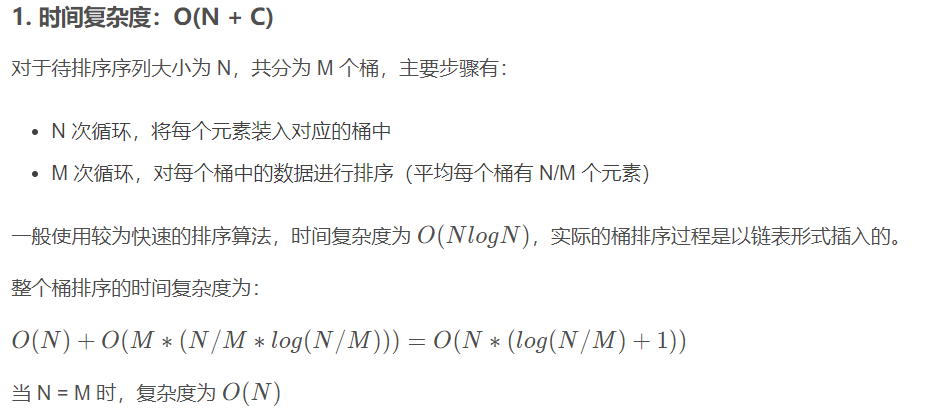 1. 时间复杂度：O(N + C)
对于待排序序列大小为 N，共分为 M 个桶，主要步骤有：
• N 次循环，将每个元素装入对应的桶中
• M 次循环，对每个桶中的数据进行排序（平均每个桶有 N/M 个元素）
一般使用较为快速的排序算法，时间复杂度为 O(NlogN)，实际的桶排序过程是以链表形式插入的。
整个桶排序的时间复杂度为：
O(N) + O(M ∗ (N/M ∗ log(N/M))) = O(N ∗ (log(N/M) + 1))
当 N = M 时，复杂度为 O(N)